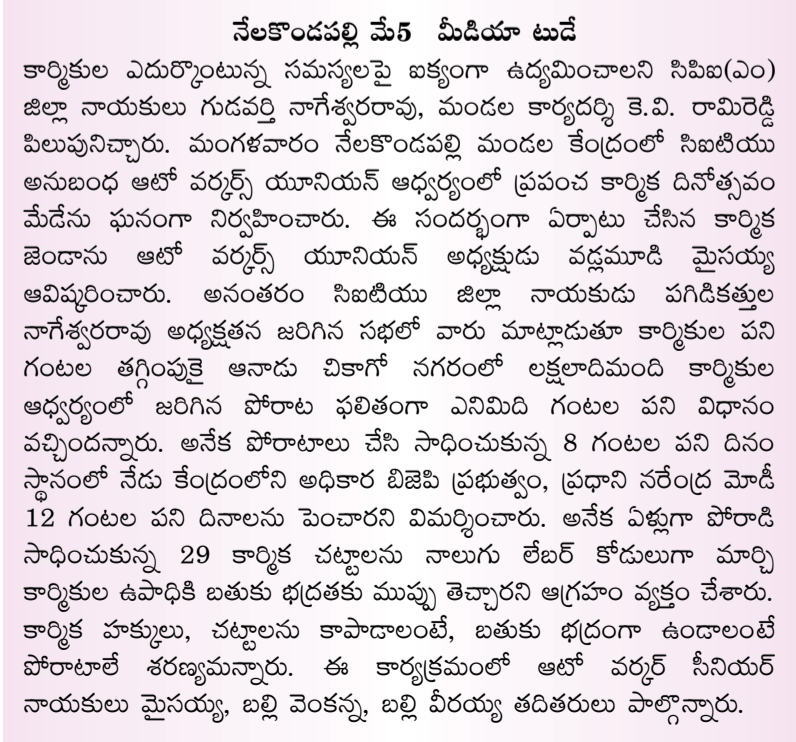 నేలకొండపల్లి మే5 మీడియా టుడే
కార్మికుల ఎదుర్కొంటున్న సమస్యలపై ఐక్యంగా ఉద్యమించాలని సిపిఐ(ఎం)
జిల్లా నాయకులు గుడవర్తి నాగేశ్వరరావు, మండల కార్యదర్శి కె.వి. రామిరెడ్డి
పిలుపునిచ్చారు. మంగళవారం నేలకొండపల్లి మండల కేంద్రంలో సిఐటియు
అనుబంధ ఆటో వర్కర్స్ యూనియన్ ఆధ్వర్యంలో ప్రపంచ కార్మిక దినోత్సవం
మేడేను ఘనంగా నిర్వహించారు. ఈ సందర్భంగా ఏర్పాటు చేసిన కార్మిక
జెండాను ఆటో వర్కర్స్ యూనియన్ అధ్యక్షుడు వడ్లమూడి మైసయ్య
ఆవిష్కరించారు. అనంతరం సిఐటియు జిల్లా నాయకుడు పగిడికత్తుల
నాగేశ్వరరావు అధ్యక్షతన జరిగిన సభలో వారు మాట్లాడుతూ కార్మికుల పని
గంటల తగ్గింపుకై ఆనాడు చికాగో నగరంలో లక్షలాదిమంది కార్మికుల
ఆధ్వర్యంలో జరిగిన పోరాట ఫలితంగా ఎనిమిది గంటల పని విధానం
వచ్చిందన్నారు. అనేక పోరాటాలు చేసి సాధించుకున్న 8 గంటల పని దినం
స్థానంలో నేడు కేంద్రంలోని అధికార బిజెపి ప్రభుత్వం, ప్రధాని నరేంద్ర మోడీ
12 గంటల పని దినాలను పెంచారని విమర్శించారు. అనేక ఏళ్లుగా పోరాడి
సాధించుకున్న 29 కార్మిక చట్టాలను నాలుగు లేబర్ కోడులుగా మార్చి
కార్మికుల ఉపాధికి బతుకు భద్రతకు ముప్పు తెచ్చారని ఆగ్రహం వ్యక్తం చేశారు.
కార్మిక హక్కులు, చట్టాలను కాపాడాలంటే, బతుకు భద్రంగా ఉండాలంటే
పోరాటాలే శరణ్యమన్నారు. ఈ కార్యక్రమంలో ఆటో వర్కర్ సీనియర్
నాయకులు మైసయ్య, బల్లి వెంకన్న, బల్లి వీరయ్య తదితరులు పాల్గొన్నారు.